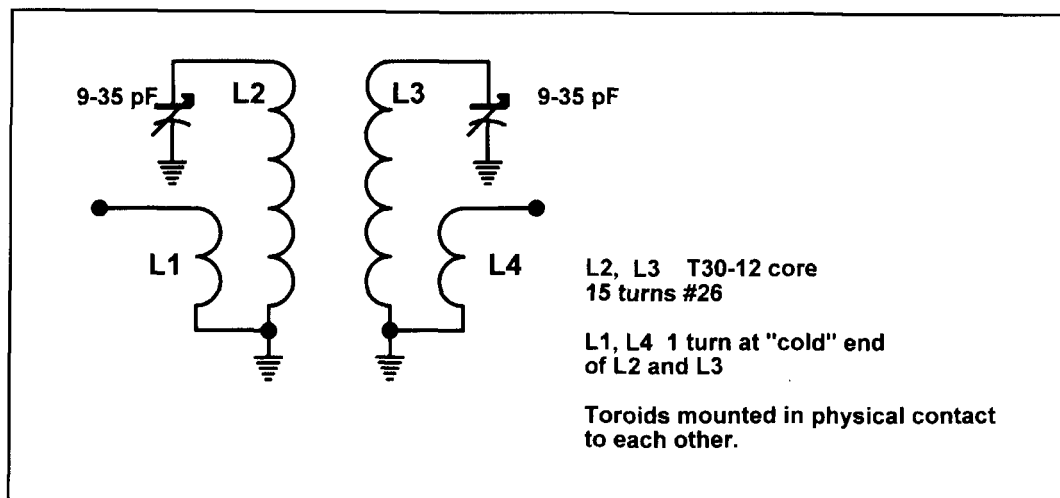 9-35 pF
L2
L3
9-35 pF
L1
L4
L2, L3 T30-12 core
15 turns #26
L1, L4 1 turn at "cold" end
of L2 and L3
Toroids mounted in physical contact
to each other.